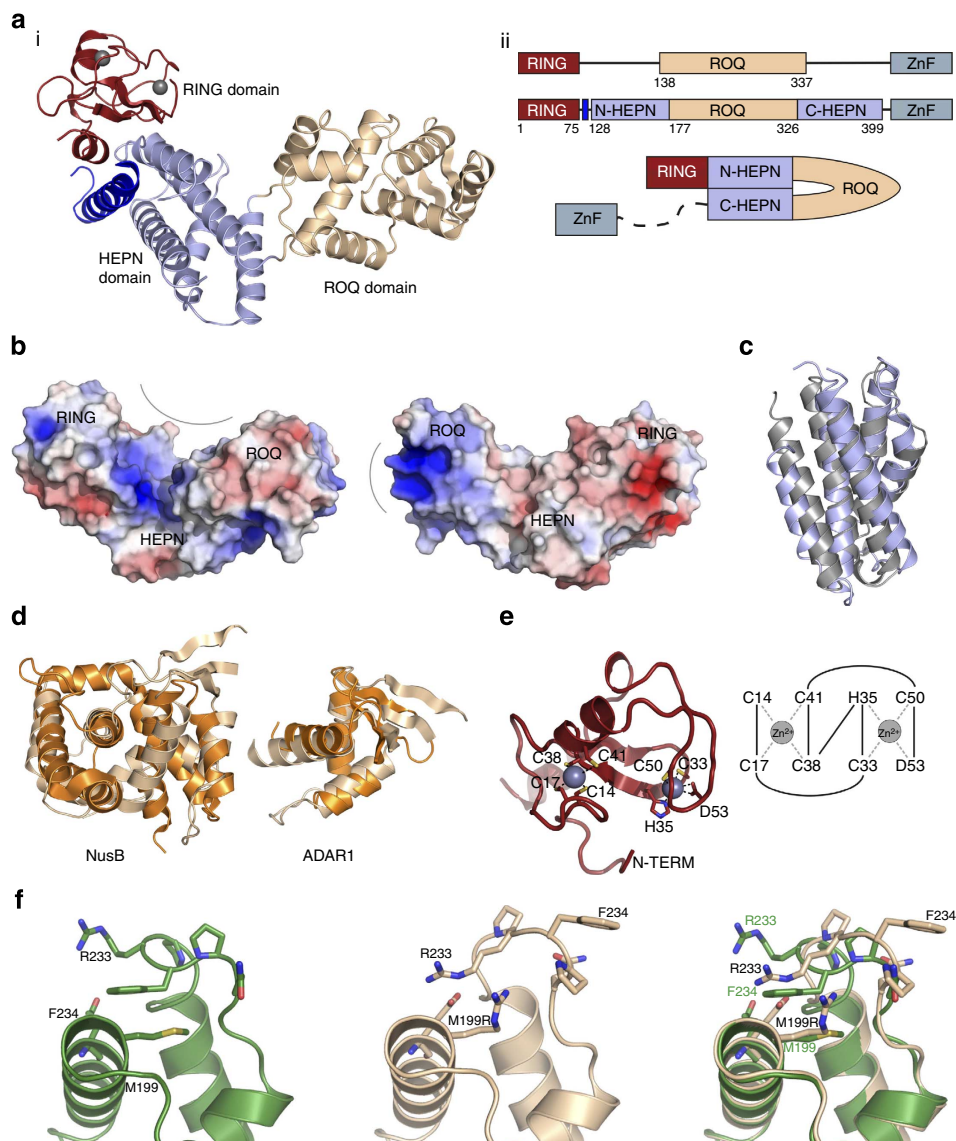 a
i
RING domain
HEPN
domain
ROQ domain
ii
RING
ROQ
ZnF
138
337
RING
N-HEPN
ROQ
C-HEPN
ZnF
1
75
128
177
326
399
RING
N-HEPN
ROQ
C-HEPN
ZnF
b
RING
ROQ
HEPN
ROQ
RING
HEPN
c
d
NusB
ADAR1
e
C38
C41
C50
C33
C17
C14
D53
H35
N-TERM
C14
C41
H35
C50
Zn2+
Zn2+
C17
C38
C33
D53
f
R233
F234
M199
F234
R233
M199R
R233
F234
R233
F234
M199R
M199